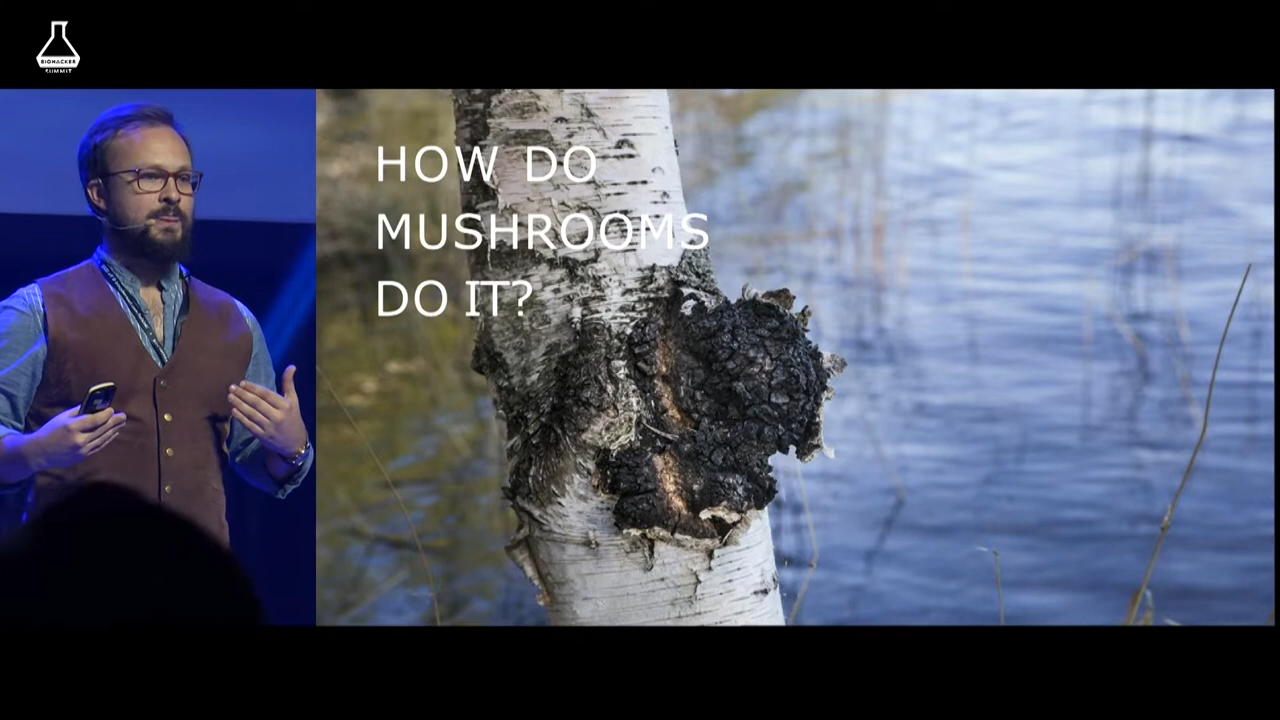 BIOHACKER
SUMMIT
HOW DO
MUSHROOMS
DO IT?